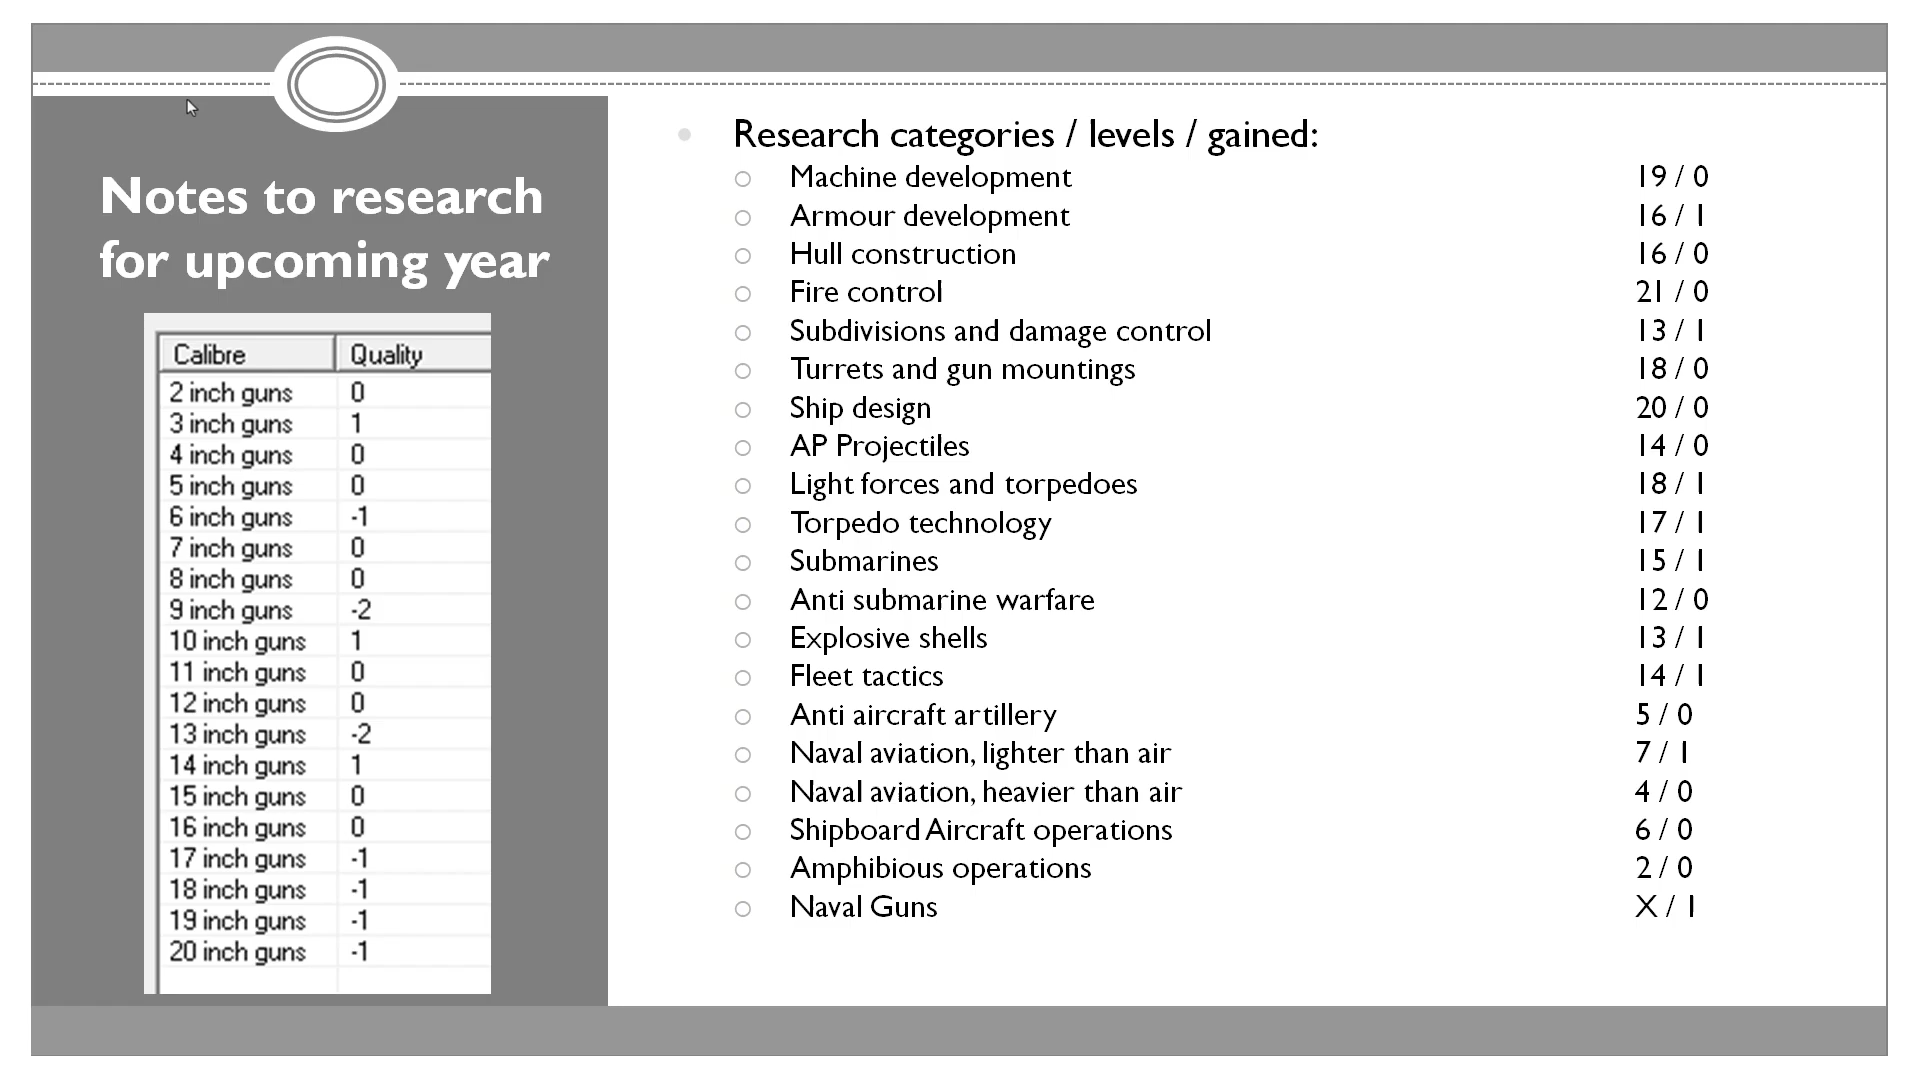 Notes to research
for upcoming year
Calibre Quality
2 inch guns 0
3 inch guns 1
4 inch guns 0
5 inch guns 0
6 inch guns -1
7 inch guns 0
8 inch guns 0
9 inch guns -2
10 inch guns 1
11 inch guns 0
12 inch guns 0
13 inch guns -2
14 inch guns 1
15 inch guns 0
16 inch guns 0
17 inch guns -1
18 inch guns -1
19 inch guns -1
20 inch guns -1
Research categories / levels / gained:
Machine development 19 / 0
Armour development 16 / 1
Hull construction 16 / 0
Fire control 21 / 0
Subdivisions and damage control 13 / 1
Turrets and gun mountings 18 / 0
Ship design 20 / 0
AP Projectiles 14 / 0
Light forces and torpedoes 18 / 1
Torpedo technology 17 / 1
Submarines 15 / 1
Anti submarine warfare 12 / 0
Explosive shells 13 / 1
Fleet tactics 14 / 1
Anti aircraft artillery 5 / 0
Naval aviation, lighter than air 7 / 1
Naval aviation, heavier than air 4 / 0
Shipboard Aircraft operations 6 / 0
Amphibious operations 2 / 0
Naval Guns X / 1